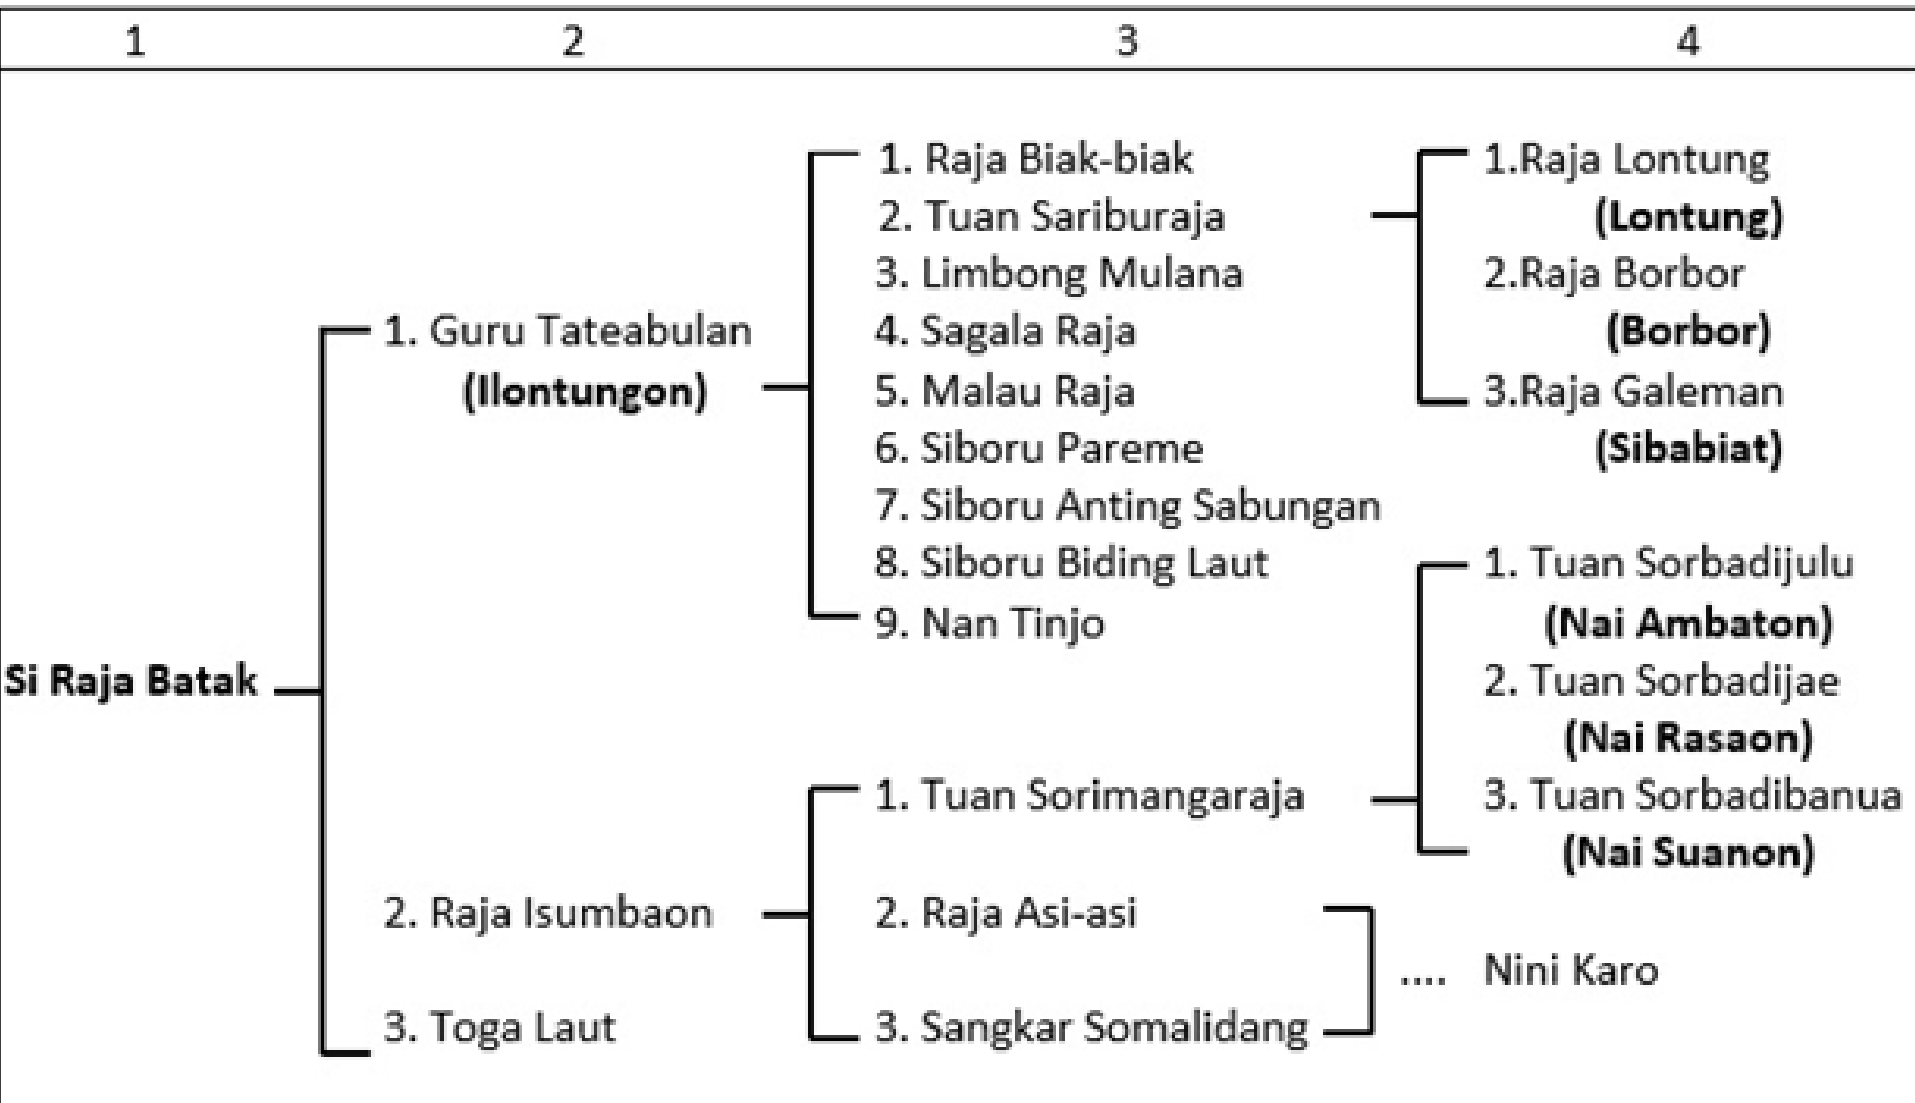 1 2 3 4
1. Raja Biak-biak
2. Tuan Sariburaja
3. Limbong Mulana
1. Guru Tateabulan
(Ilontungon)
4. Sagala Raja
5. Malau Raja
6. Siboru Pareme
7. Siboru Anting Sabungan
8. Siboru Biding Laut
9. Nan Tinjo
1.Raja Lontung
(Lontung)
2.Raja Borbor
(Borbor)
3.Raja Galeman
(Sibabiat)
Si Raja Batak
1. Tuan Sorimangaraja
1. Tuan Sorbadijulu
(Nai Ambaton)
2. Tuan Sorbadijae
(Nai Rasaon)
3. Tuan Sorbadibanua
(Nai Suanon)
2. Raja Isumbaon
2. Raja Asi-asi
.... Nini Karo
3. Toga Laut
3. Sangkar Somalidang